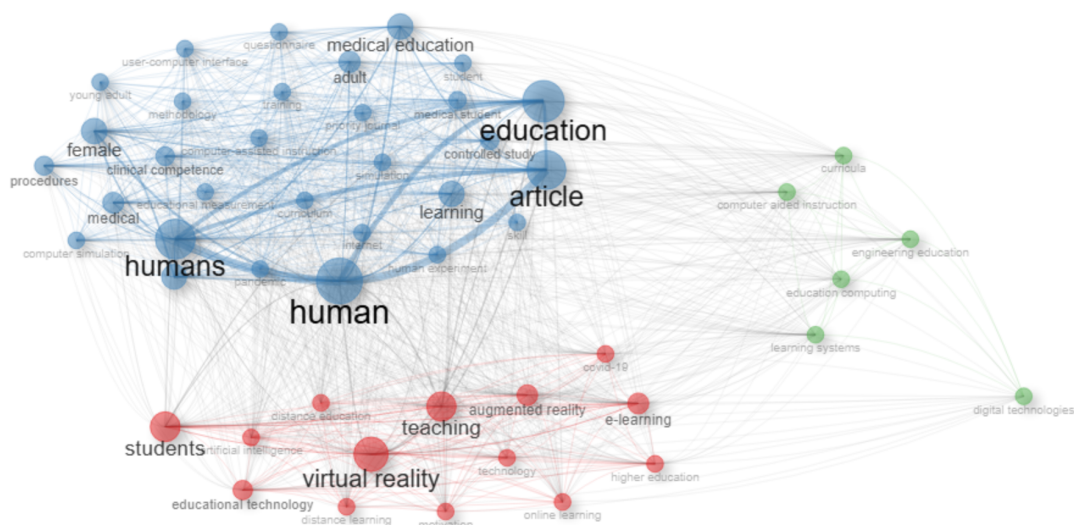 questionnaire
medical education
user-computer interface
adult
student
young adult
training
methodology
priority journal
medical student
education
female
computer-assisted instruction
controlled study
procedures
clinical competence
simulation
article
educational measurement
curriculum
learning
medical
skill
internet
computer simulation
humans
pandemic
human experiment
human
curricula
computer aided instruction
engineering education
education computing
learning systems
covid-19
digital technologies
distance education
augmented reality
e-learning
teaching
students
artificial intelligence
technology
virtual reality
higher education
educational technology
distance learning
motivation
online learning